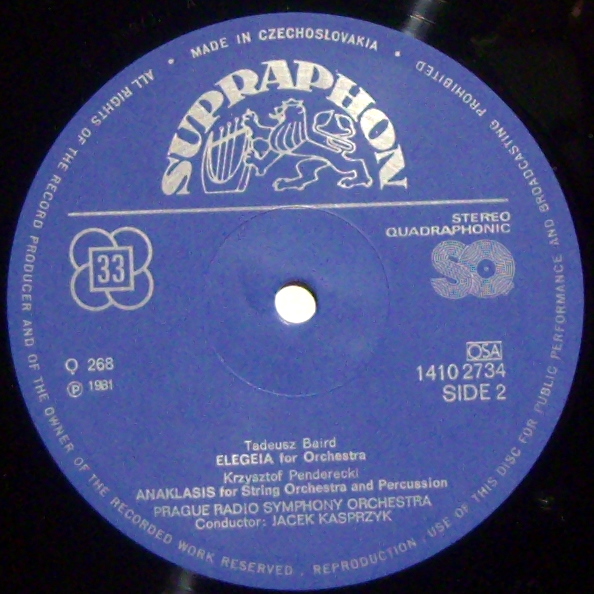 ALL RIGHTS OF THE RECORD PRODUCER AND OF THE OWNER OF THE RECORDED WORK RESERVED . REPRODUCTION . USE OF THIS DISC FOR PUBLIC PERFORMANCE AND BROADCASTING PROHIBITED
• MADE IN CZECHOSLOVAKIA •
SUPRAPHON
STEREO
QUADRAPHONIC
33
SQ
Q 268
℗ 1981
QSA
1410 2734
SIDE 2
Tadeusz Baird
ELEGEIA for Orchestra
Krzysztof Penderecki
ANAKLASIS for String Orchestra and Percussion
PRAGUE RADIO SYMPHONY ORCHESTRA
Conductor: JACEK KASPRZYK